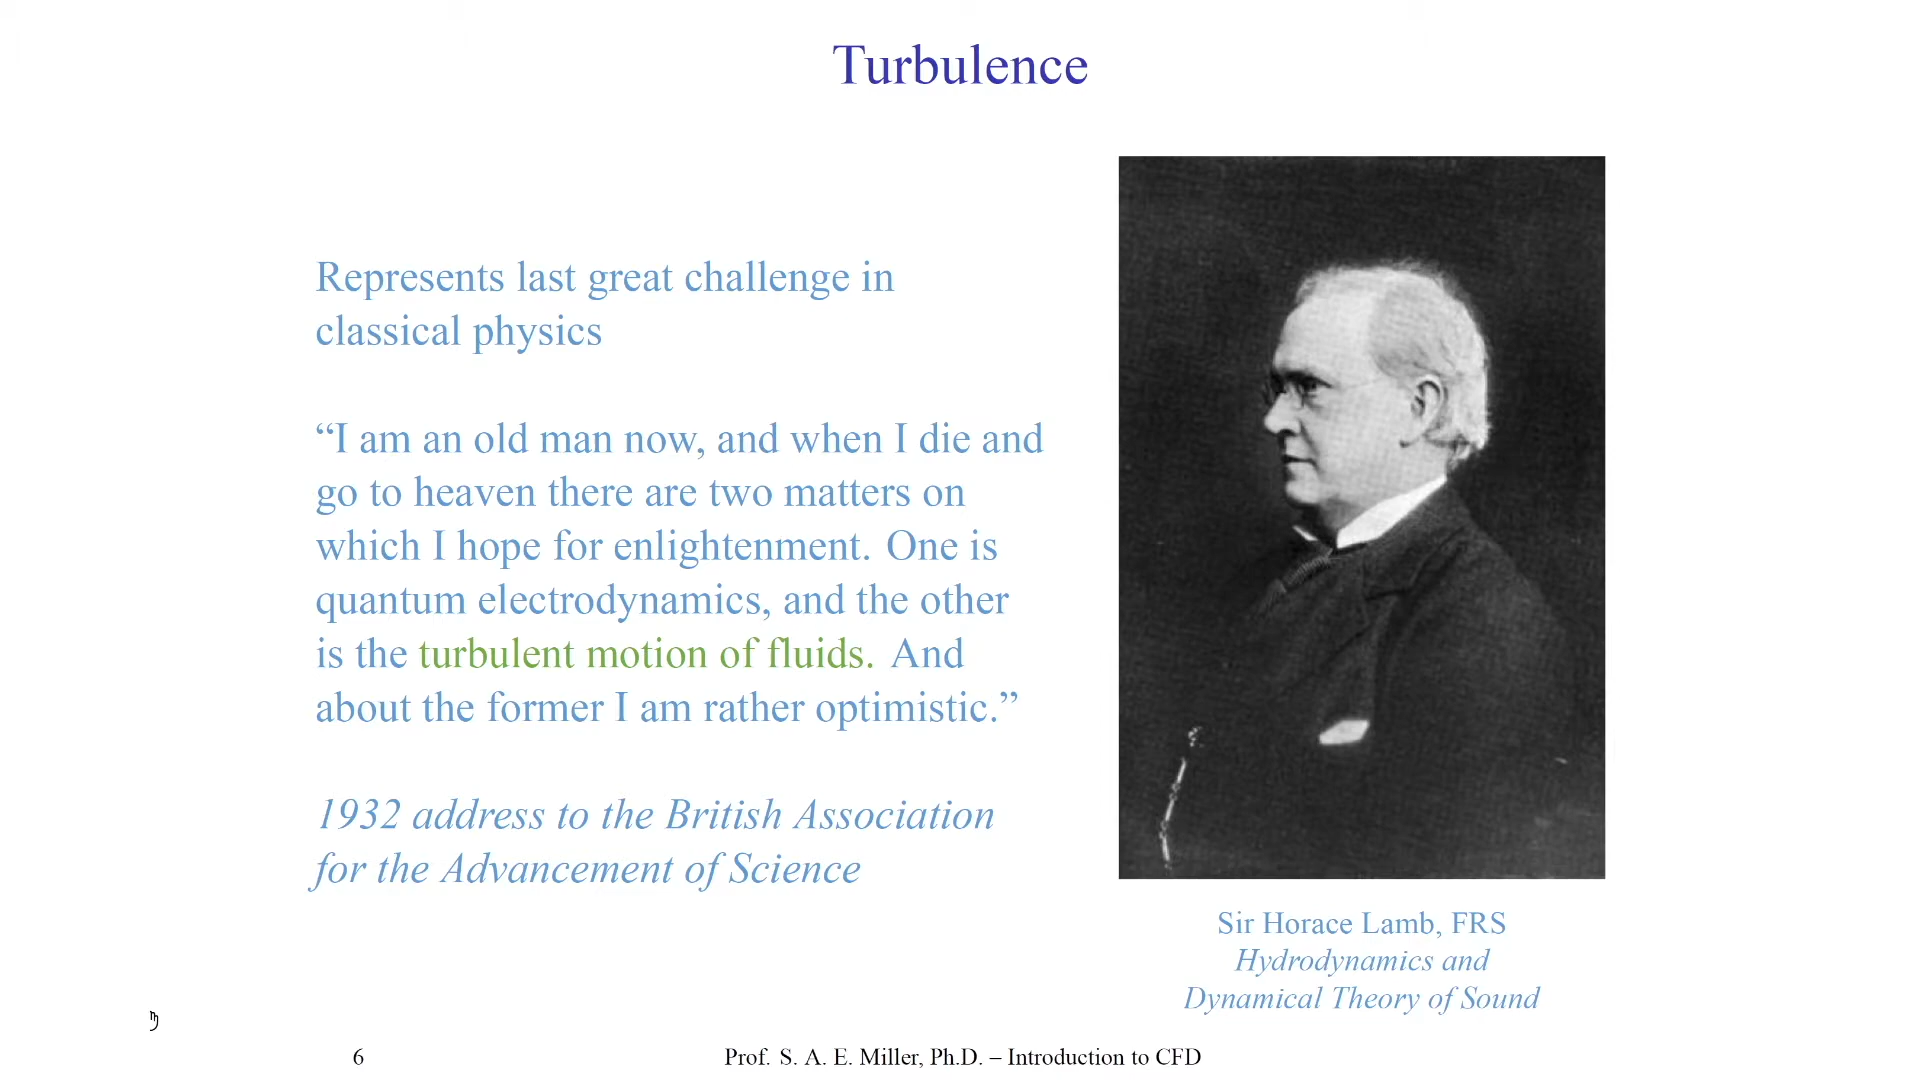 Turbulence
Represents last great challenge in
classical physics
“I am an old man now, and when I die and
go to heaven there are two matters on
which I hope for enlightenment. One is
quantum electrodynamics, and the other
is the turbulent motion of fluids. And
about the former I am rather optimistic.”
1932 address to the British Association
for the Advancement of Science
Sir Horace Lamb, FRS
Hydrodynamics and
Dynamical Theory of Sound
6
Prof. S. A. E. Miller, Ph.D. – Introduction to CFD